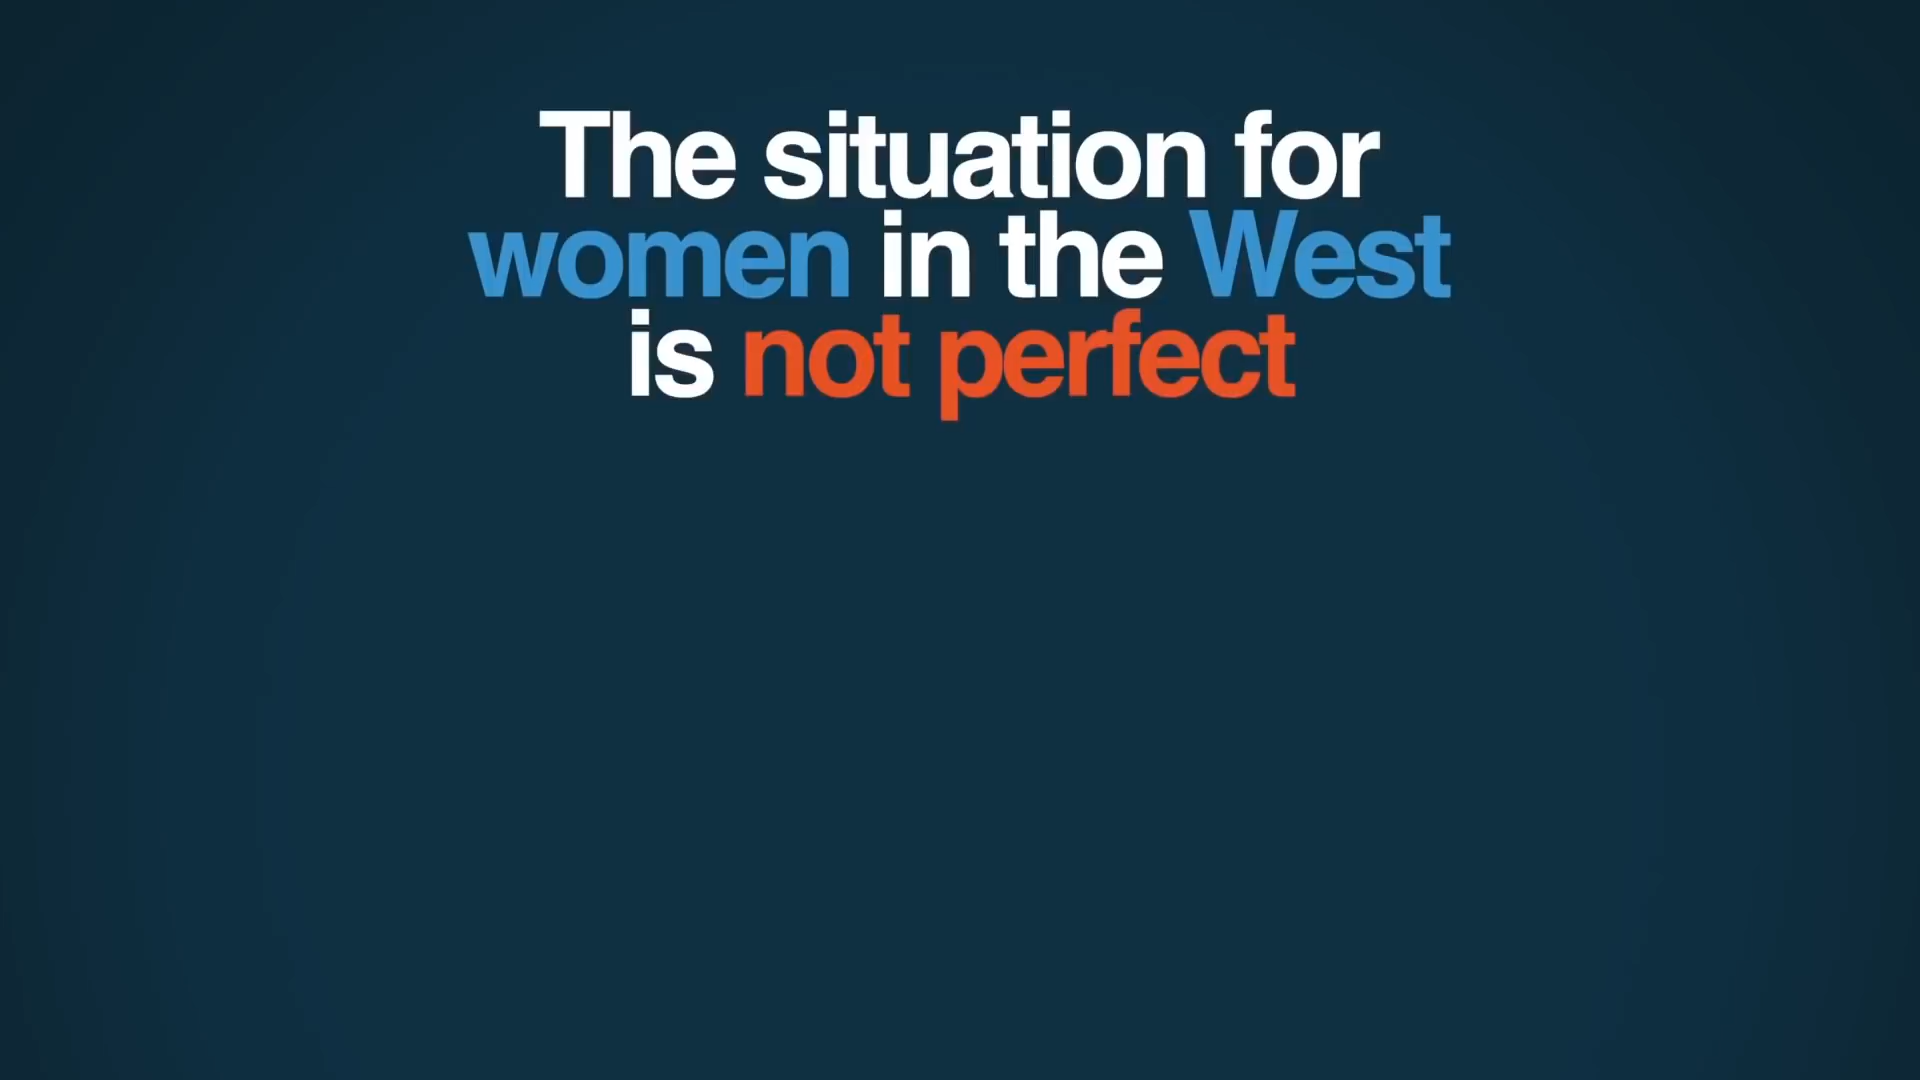 The situation for
women in the West
is not perfect